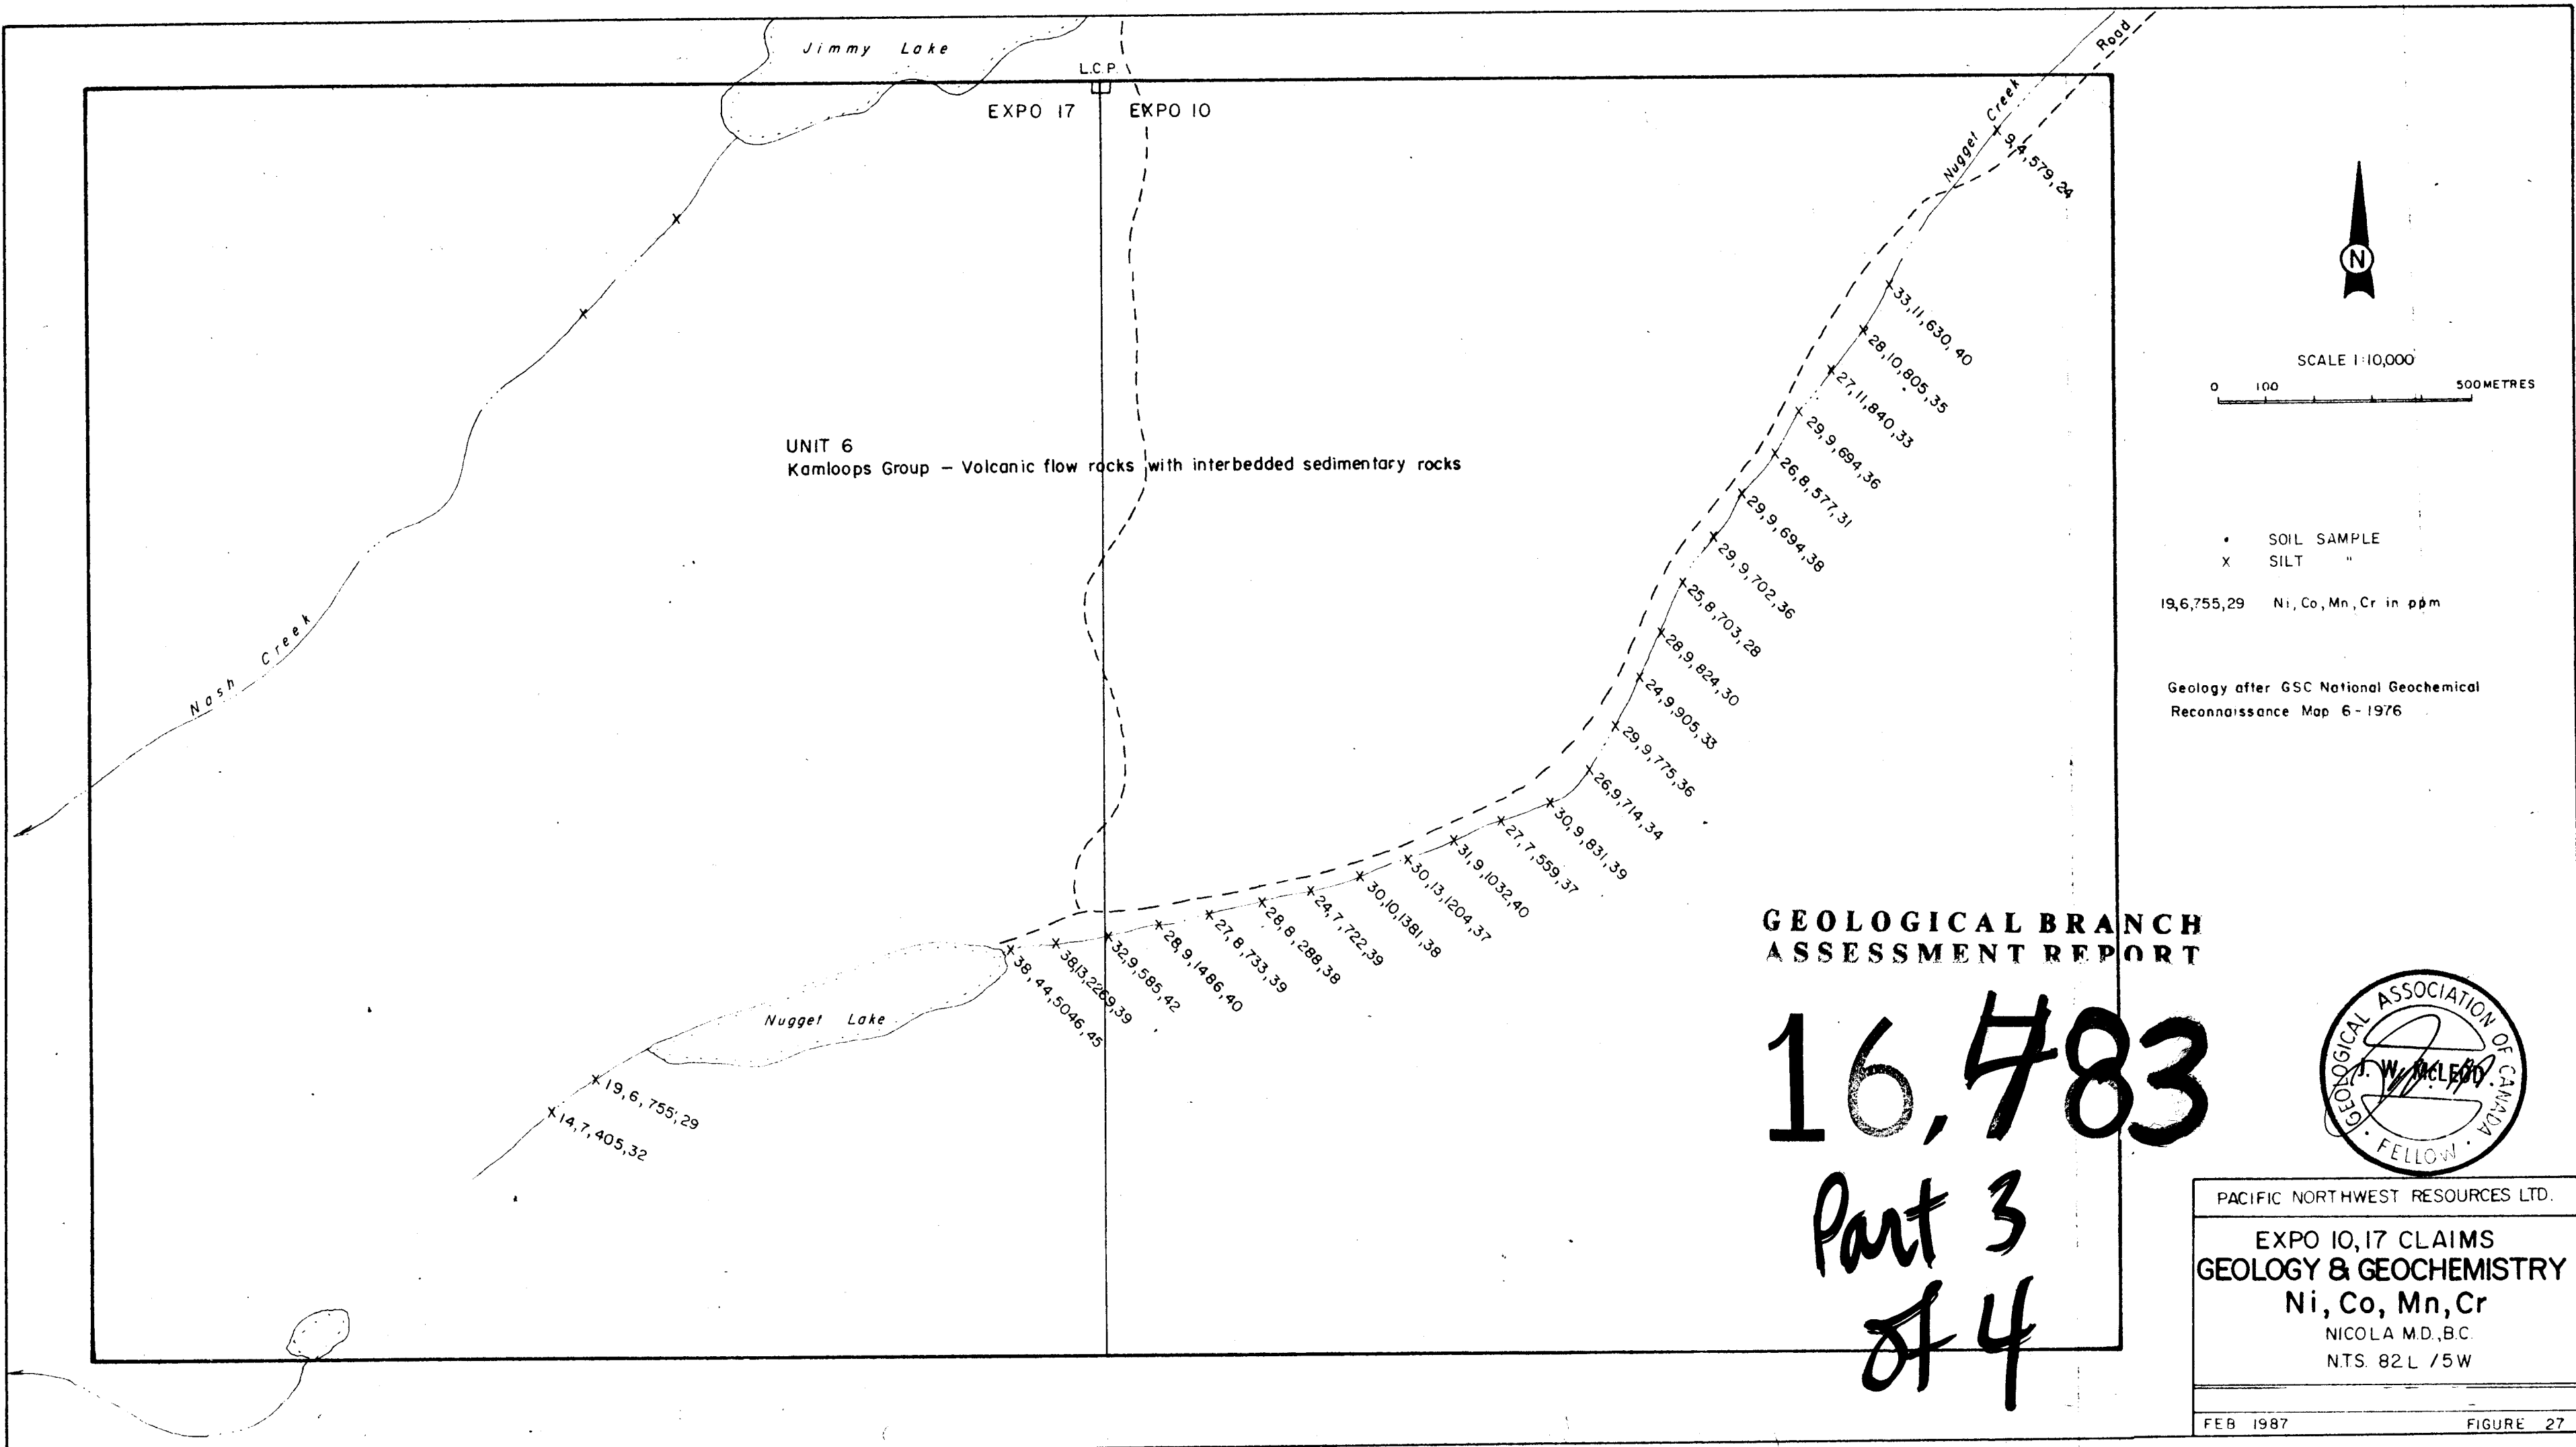 Jimmy Lake
L.C.P.
EXPO 17
EXPO 10
Nugget Creek
Road
9,4,579,24
33,11,630,40
28,10,805,35
27,11,840,33
29,9,694,36
26,8,577,31
29,9,694,38
29,9,702,36
25,8,703,28
28,9,824,30
24,9,905,33
29,9,775,36
26,9,714,34
30,9,831,39
27,7,559,37
31,9,1032,40
30,13,1204,37
30,10,1381,38
24,7,722,39
28,8,288,38
27,8,733,39
28,9,1486,40
32,9,585,42
38,13,2269,39
38,44,5046,45
Nugget Lake
19,6,755,29
14,7,405,32
Nash Creek
UNIT 6
Kamloops Group – Volcanic flow rocks with interbedded sedimentary rocks
N
SCALE 1:10,000
0 100 500 METRES
• SOIL SAMPLE
x SILT "
19,6,755,29 Ni, Co, Mn, Cr in ppm
Geology after GSC National Geochemical
Reconnaissance Map 6-1976
GEOLOGICAL BRANCH
ASSESSMENT REPORT
16,483
Part 3
of 4
GEOLOGICAL ASSOCIATION OF CANADA
J. W. McLEOD
FELLOW
PACIFIC NORTHWEST RESOURCES LTD.
EXPO 10,17 CLAIMS
GEOLOGY & GEOCHEMISTRY
Ni, Co, Mn, Cr
NICOLA M.D., B.C.
N.T.S. 82 L /5 W
FEB 1987 FIGURE 27